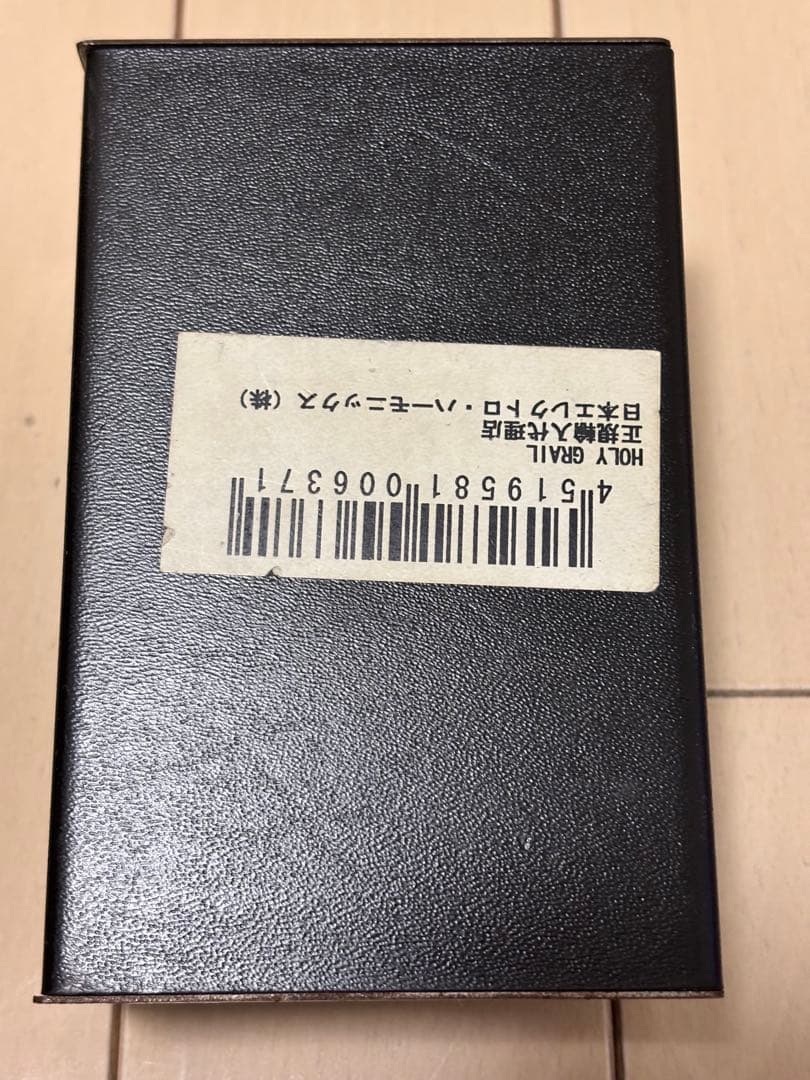 4519581006371
HOLY GRAIL
正規輸入代理店
日本エレクトロ・ハーモニックス（株）